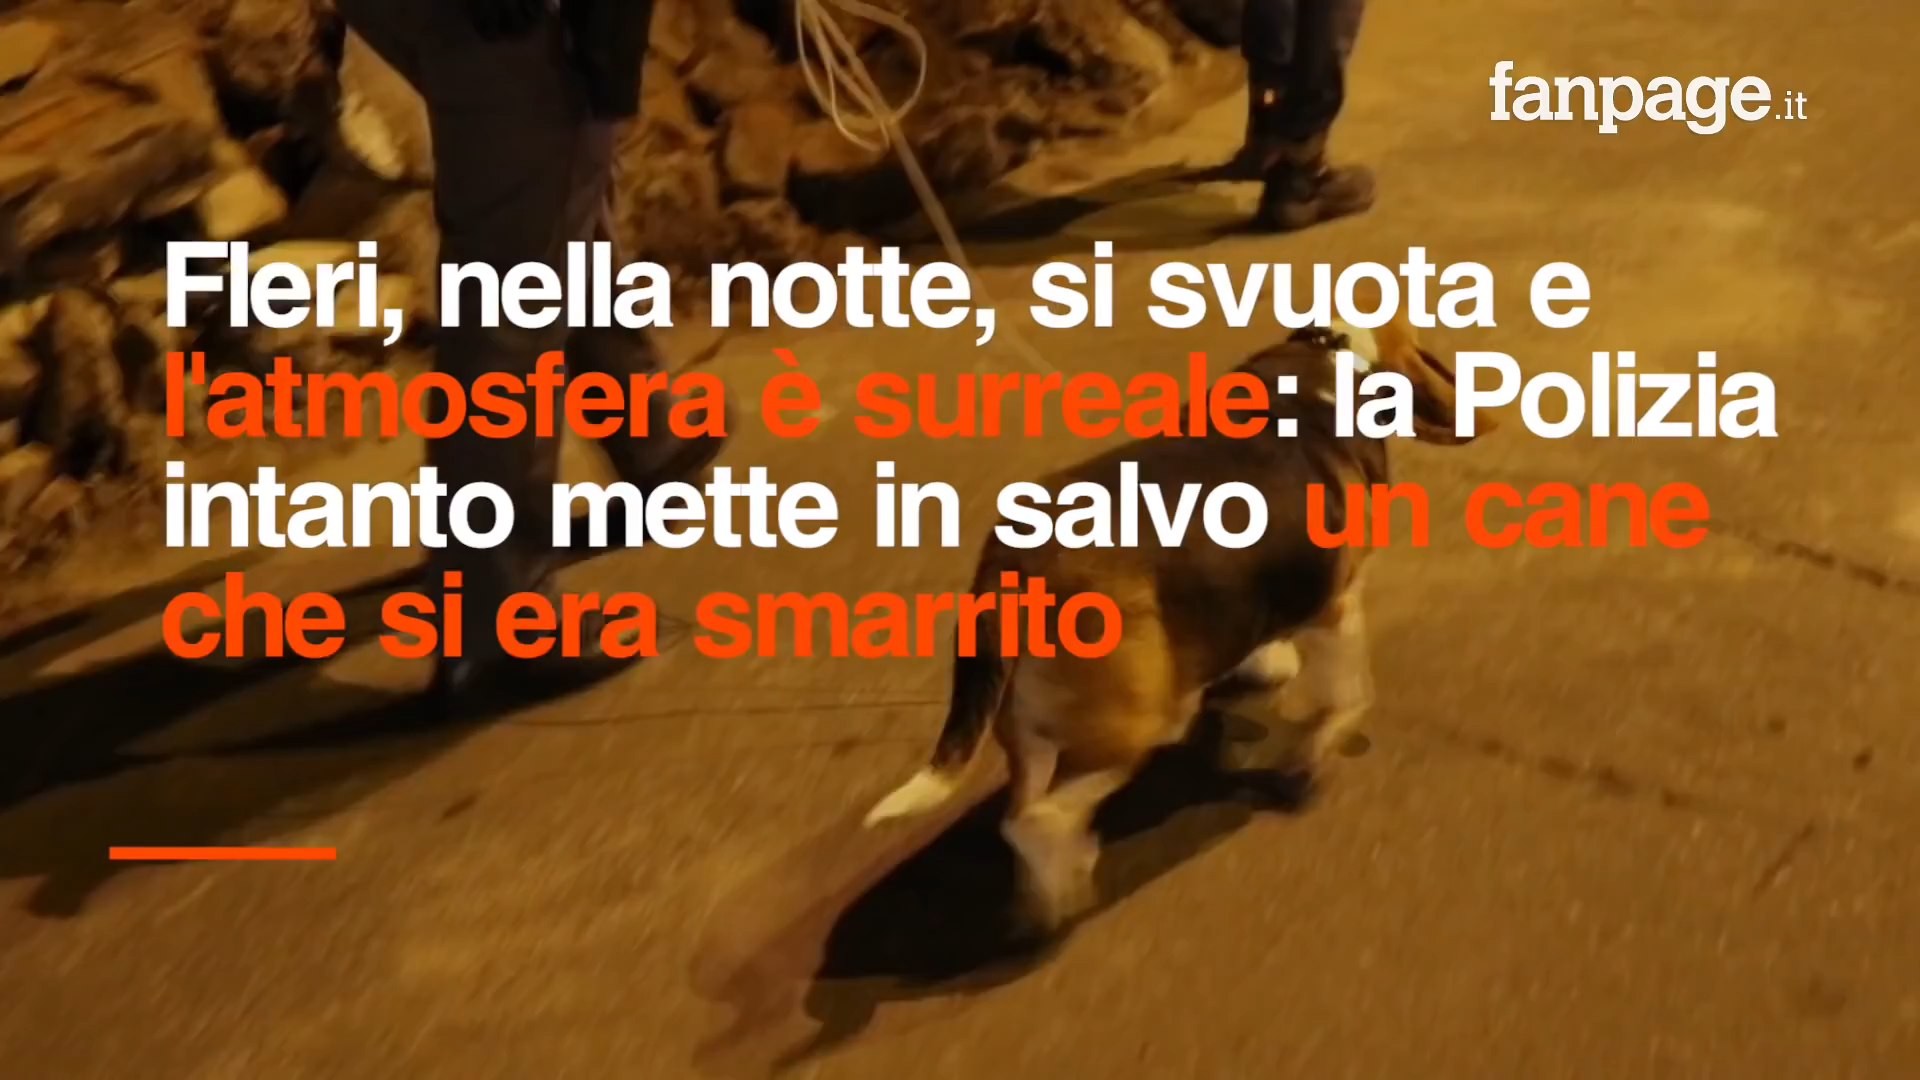 fanpage.it
Fleri, nella notte, si svuota e
l'atmosfera è surreale: la Polizia
intanto mette in salvo un cane
che si era smarrito